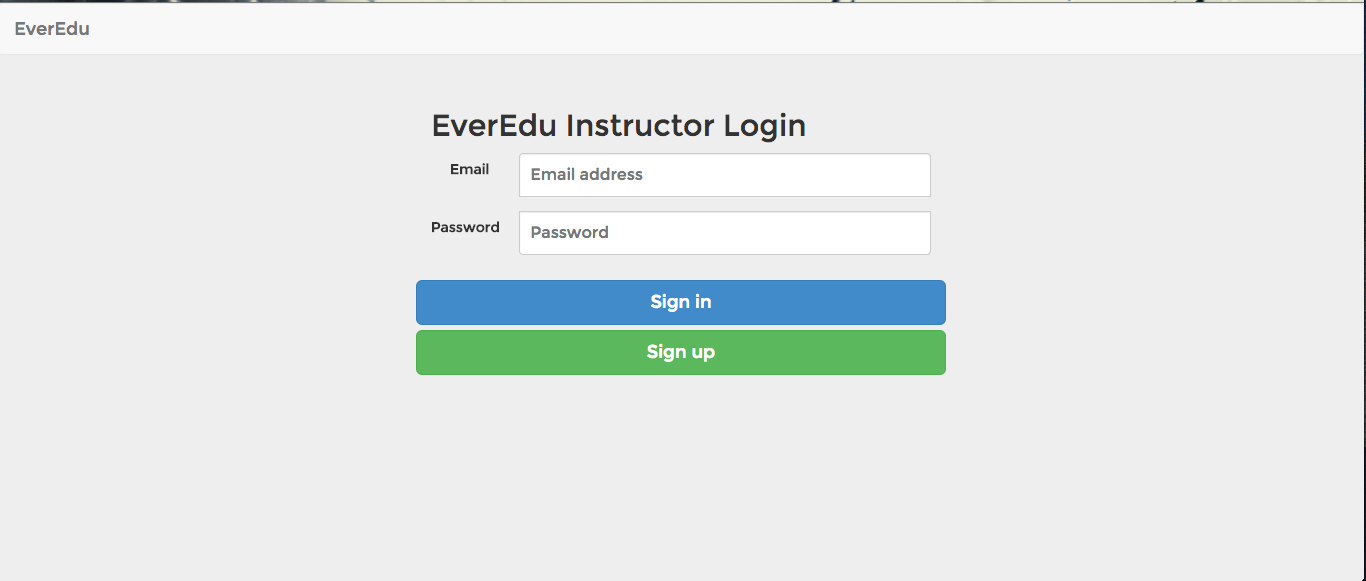 EverEdu
EverEdu Instructor Login
Email
Email address
Password
Password
Sign in
Sign up